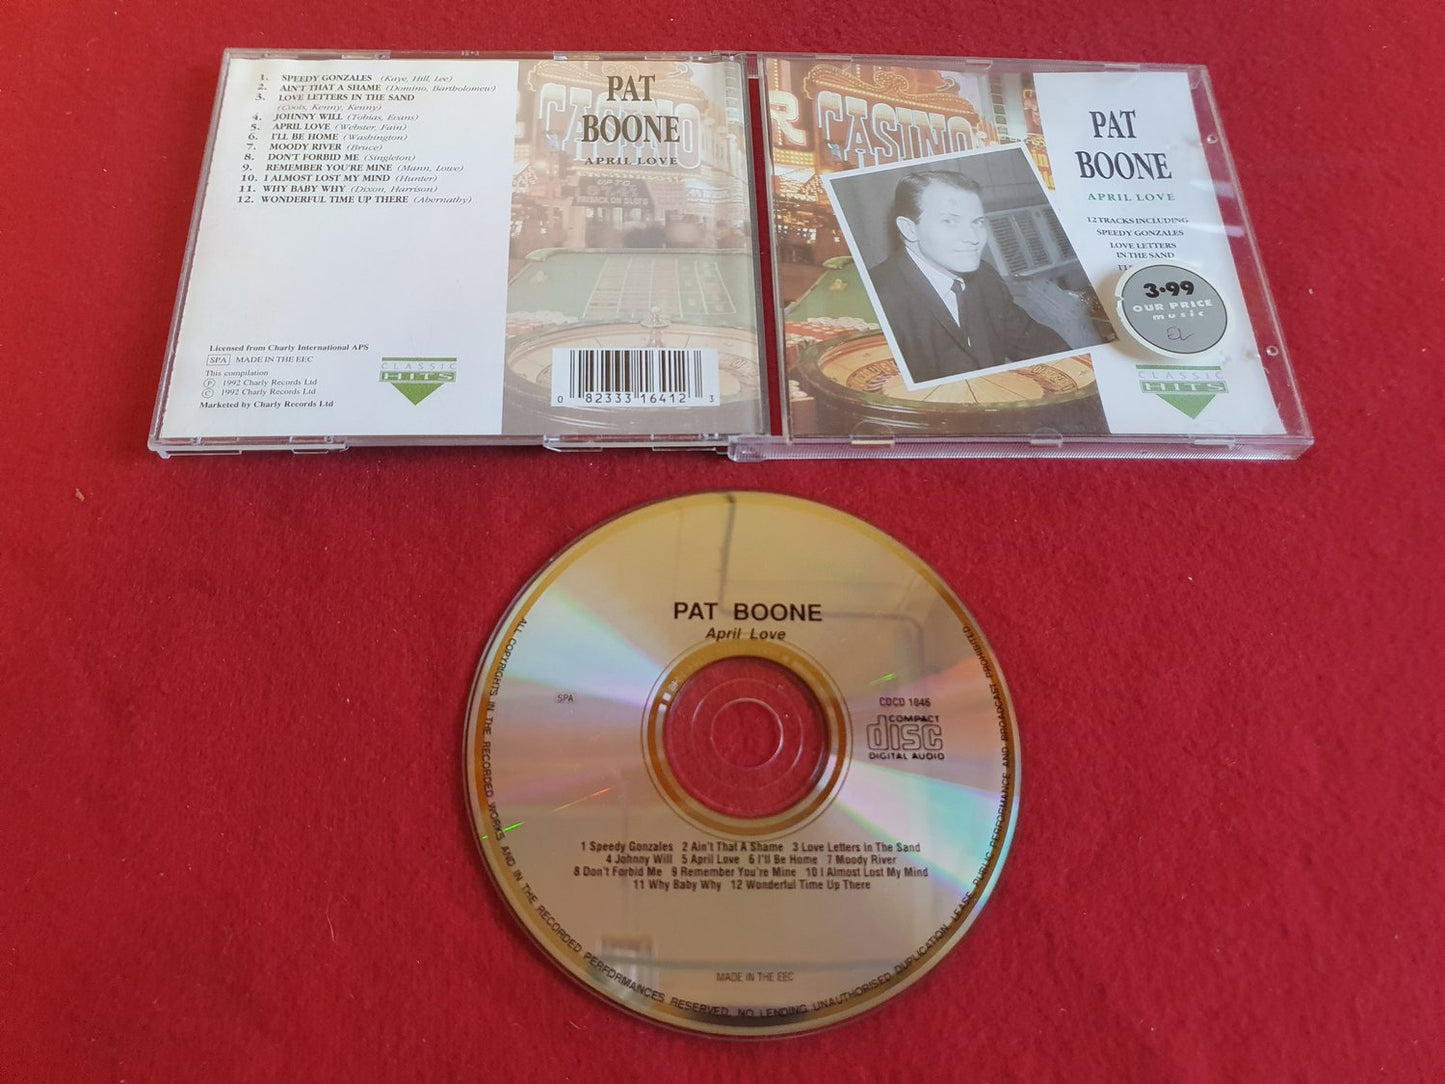 1. SPEEDY GONZALES (Kaye, Hill, Lee)
2. AIN'T THAT A SHAME (Domino, Bartholomew)
3. LOVE LETTERS IN THE SAND
(Coots, Kenny, Kenny)
4. JOHNNY WILL (Tobias, Evans)
5. APRIL LOVE (Webster, Fain)
6. I'LL BE HOME (Washington)
7. MOODY RIVER (Bruce)
8. DON'T FORBID ME (Singleton)
9. REMEMBER YOU'RE MINE (Mann, Lowe)
10. I ALMOST LOST MY MIND (Hunter)
11. WHY BABY WHY (Dixon, Harrison)
12. WONDERFUL TIME UP THERE (Abernathy)
Licensed from Charly International APS
SPA MADE IN THE EEC
This compilation
℗ 1992 Charly Records Ltd
© 1992 Charly Records Ltd
Marketed by Charly Records Ltd
CLASSIC
HITS
CASINO
PAT
BOONE
APRIL LOVE
0 82333 16412 3
CASINO
PAT
BOONE
APRIL LOVE
12 TRACKS INCLUDING
SPEEDY GONZALES
LOVE LETTERS
IN THE SAND
3·99
OUR PRICE
music
CLASSIC
HITS
PAT BOONE
April Love
SPA
CDCD 1046
COMPACT
disc
DIGITAL AUDIO
1 Speedy Gonzales 2 Ain't That A Shame 3 Love Letters In The Sand
4 Johnny Will 5 April Love 6 I'll Be Home 7 Moody River
8 Don't Forbid Me 9 Remember You're Mine 10 I Almost Lost My Mind
11 Why Baby Why 12 Wonderful Time Up There
MADE IN THE EEC
ALL COPYRIGHTS IN THE RECORDED WORKS AND IN THE RECORDED PERFORMANCES RESERVED. NO LENDING UNAUTHORISED DUPLICATION, LEASE, PUBLIC PERFORMANCE AND BROADCAST PROHIBITED